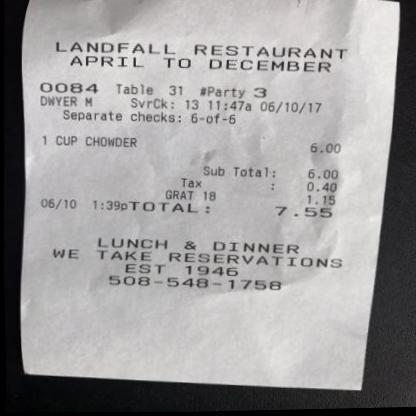 LANDFALL RESTAURANT
APRIL TO DECEMBER
0084 Table 31 #Party 3
DWYER M SvrCk: 13 11:47a 06/10/17
Separate checks: 6-of-6
1 CUP CHOWDER 6.00
Sub Total: 6.00
Tax : 0.40
GRAT 18 1.15
06/10 1:39pTOTAL: 7.55
LUNCH & DINNER
WE TAKE RESERVATIONS
EST 1946
508-548-1758